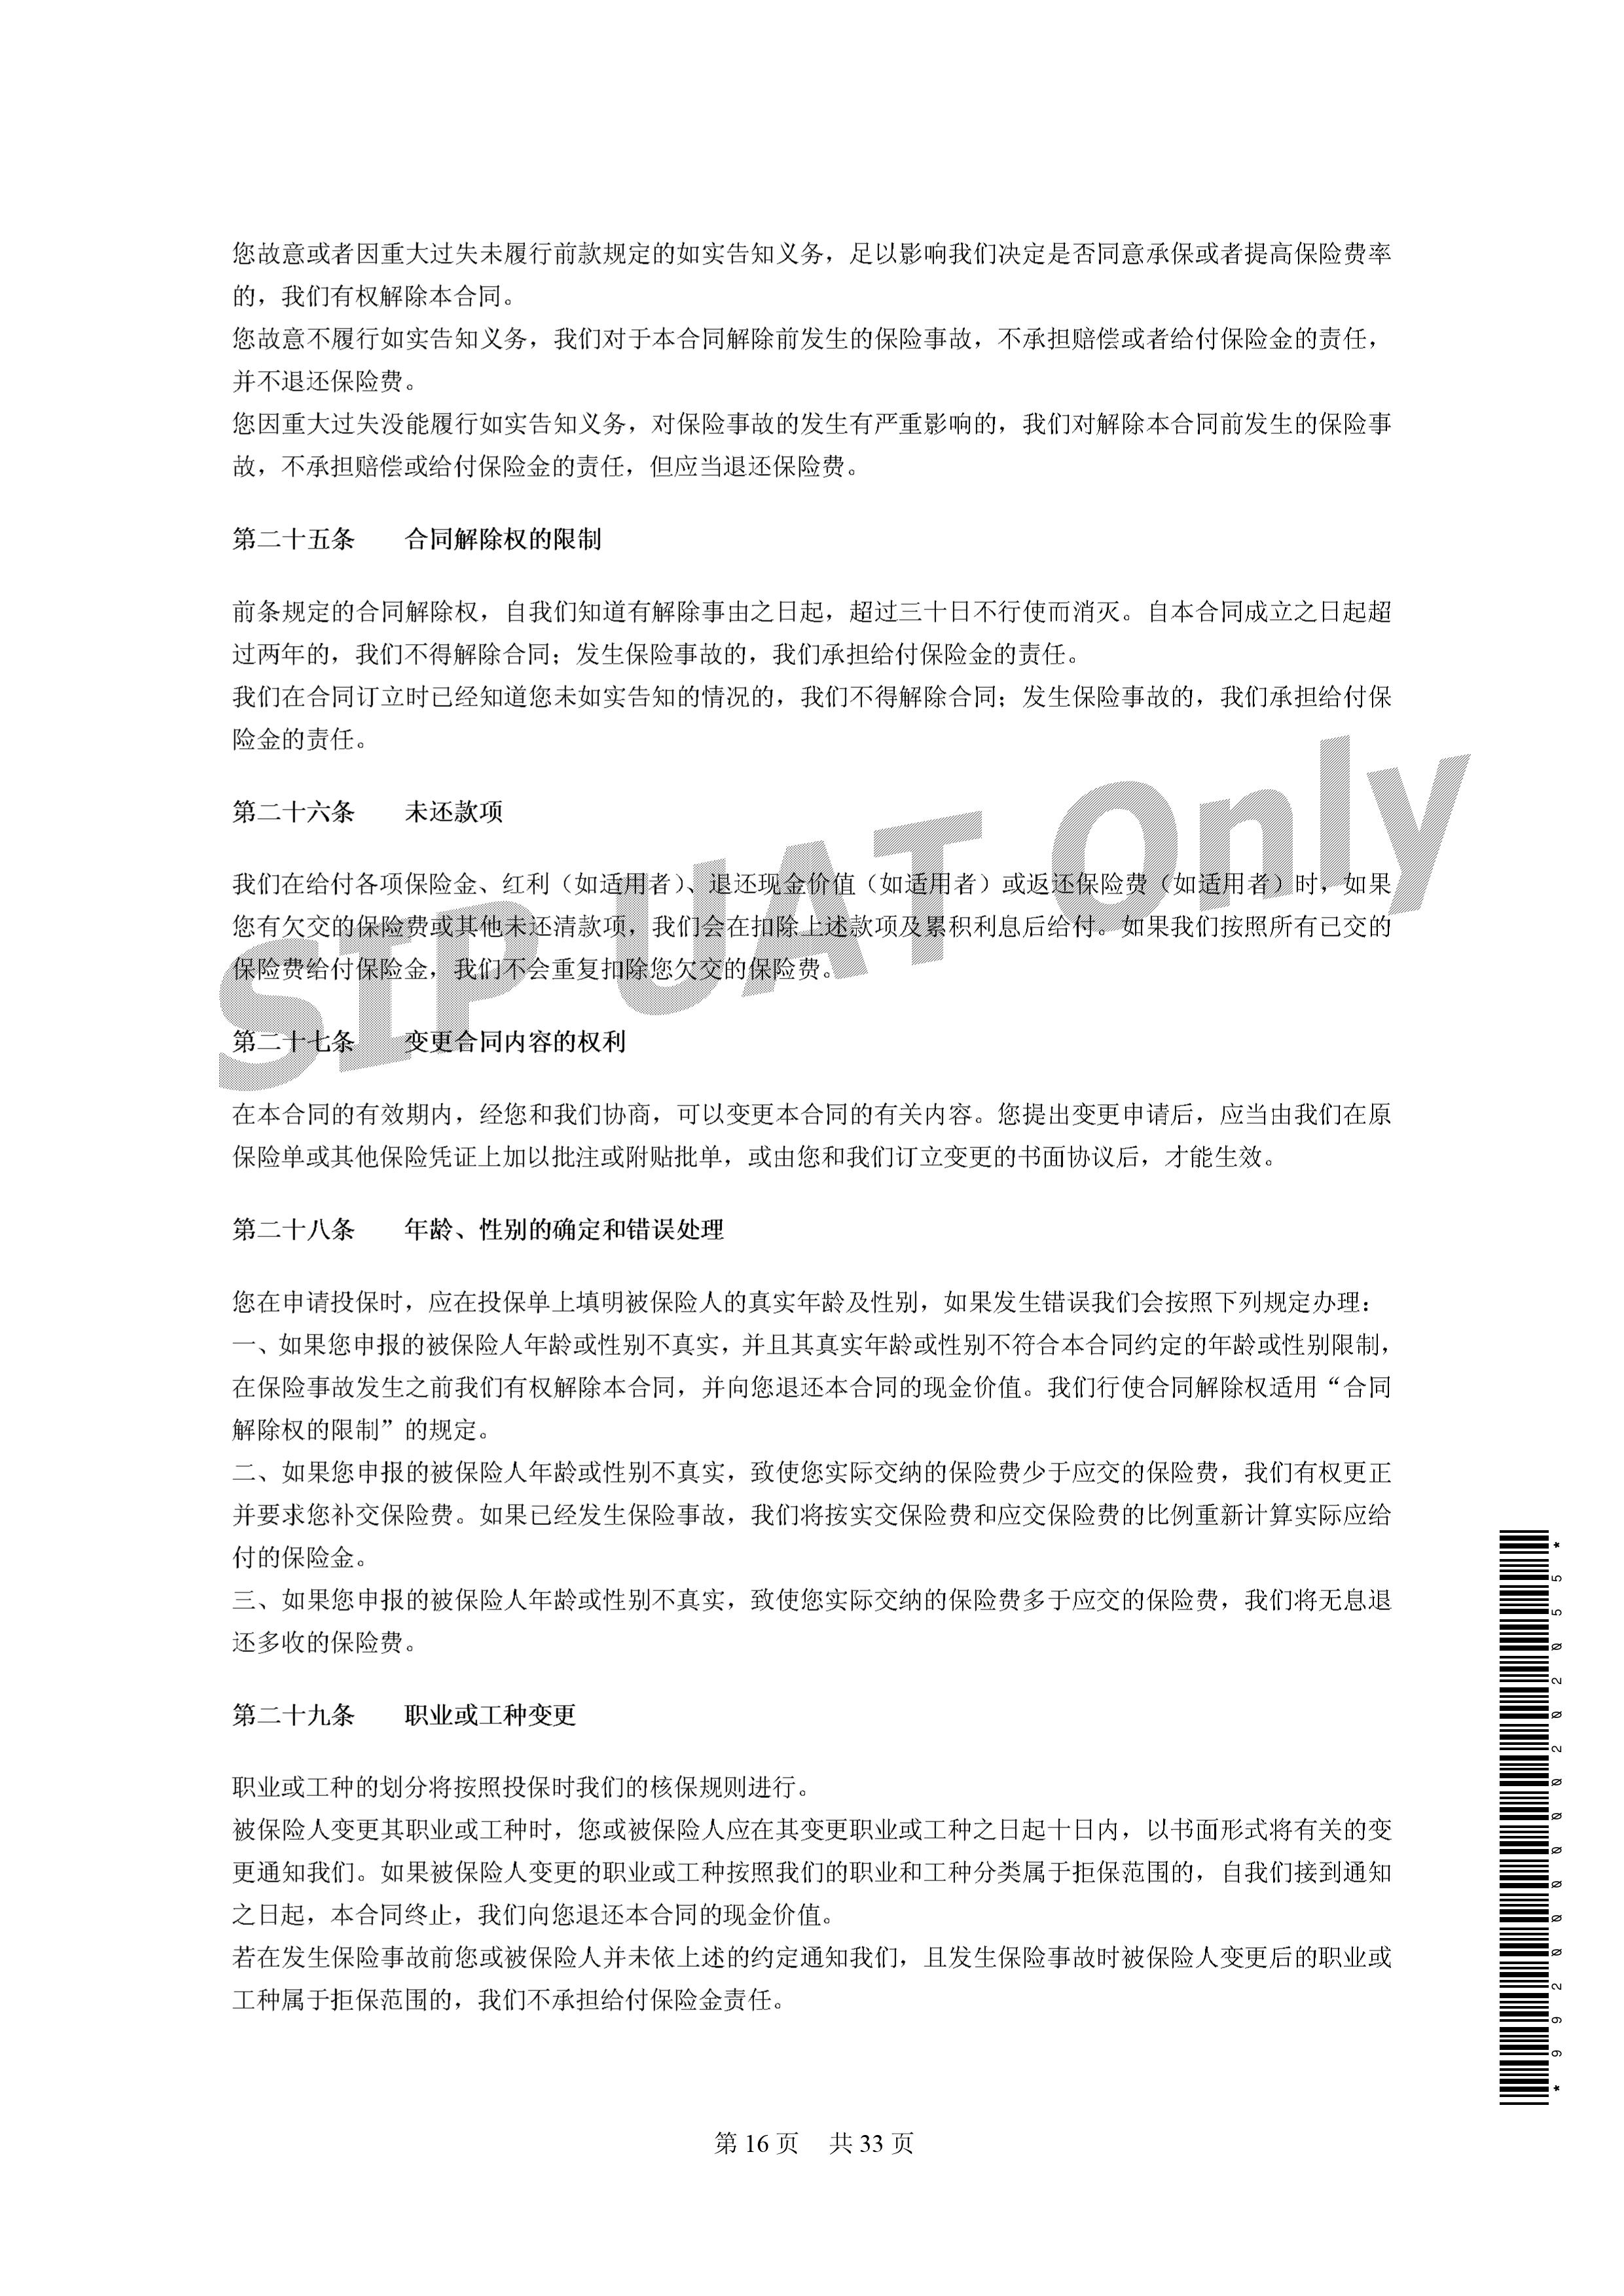 您故意或者因重大过失未履行前款规定的如实告知义务，足以影响我们决定是否同意承保或者提高保险费率
的，我们有权解除本合同。
您故意不履行如实告知义务，我们对于本合同解除前发生的保险事故，不承担赔偿或者给付保险金的责任，
并不退还保险费。
您因重大过失没能履行如实告知义务，对保险事故的发生有严重影响的，我们对解除本合同前发生的保险事
故，不承担赔偿或给付保险金的责任，但应当退还保险费。
第二十五条　　合同解除权的限制
前条规定的合同解除权，自我们知道有解除事由之日起，超过三十日不行使而消灭。自本合同成立之日起超
过两年的，我们不得解除合同；发生保险事故的，我们承担给付保险金的责任。
我们在合同订立时已经知道您未如实告知的情况的，我们不得解除合同；发生保险事故的，我们承担给付保
险金的责任。
第二十六条　　未还款项
我们在给付各项保险金、红利（如适用者）、退还现金价值（如适用者）或返还保险费（如适用者）时，如果
您有欠交的保险费或其他未还清款项，我们会在扣除上述款项及累积利息后给付。如果我们按照所有已交的
保险费给付保险金，我们不会重复扣除您欠交的保险费。
SIP UAT Only
第二十七条　　变更合同内容的权利
在本合同的有效期内，经您和我们协商，可以变更本合同的有关内容。您提出变更申请后，应当由我们在原
保险单或其他保险凭证上加以批注或附贴批单，或由您和我们订立变更的书面协议后，才能生效。
第二十八条　　年龄、性别的确定和错误处理
您在申请投保时，应在投保单上填明被保险人的真实年龄及性别，如果发生错误我们会按照下列规定办理：
一、如果您申报的被保险人年龄或性别不真实，并且其真实年龄或性别不符合本合同约定的年龄或性别限制，
在保险事故发生之前我们有权解除本合同，并向您退还本合同的现金价值。我们行使合同解除权适用“合同
解除权的限制”的规定。
二、如果您申报的被保险人年龄或性别不真实，致使您实际交纳的保险费少于应交的保险费，我们有权更正
并要求您补交保险费。如果已经发生保险事故，我们将按实交保险费和应交保险费的比例重新计算实际应给
付的保险金。
三、如果您申报的被保险人年龄或性别不真实，致使您实际交纳的保险费多于应交的保险费，我们将无息退
还多收的保险费。
第二十九条　　职业或工种变更
职业或工种的划分将按照投保时我们的核保规则进行。
被保险人变更其职业或工种时，您或被保险人应在其变更职业或工种之日起十日内，以书面形式将有关的变
更通知我们。如果被保险人变更的职业或工种按照我们的职业和工种分类属于拒保范围的，自我们接到通知
之日起，本合同终止，我们向您退还本合同的现金价值。
若在发生保险事故前您或被保险人并未依上述的约定通知我们，且发生保险事故时被保险人变更后的职业或
工种属于拒保范围的，我们不承担给付保险金责任。
*992000000202055*
第 16 页　共 33 页